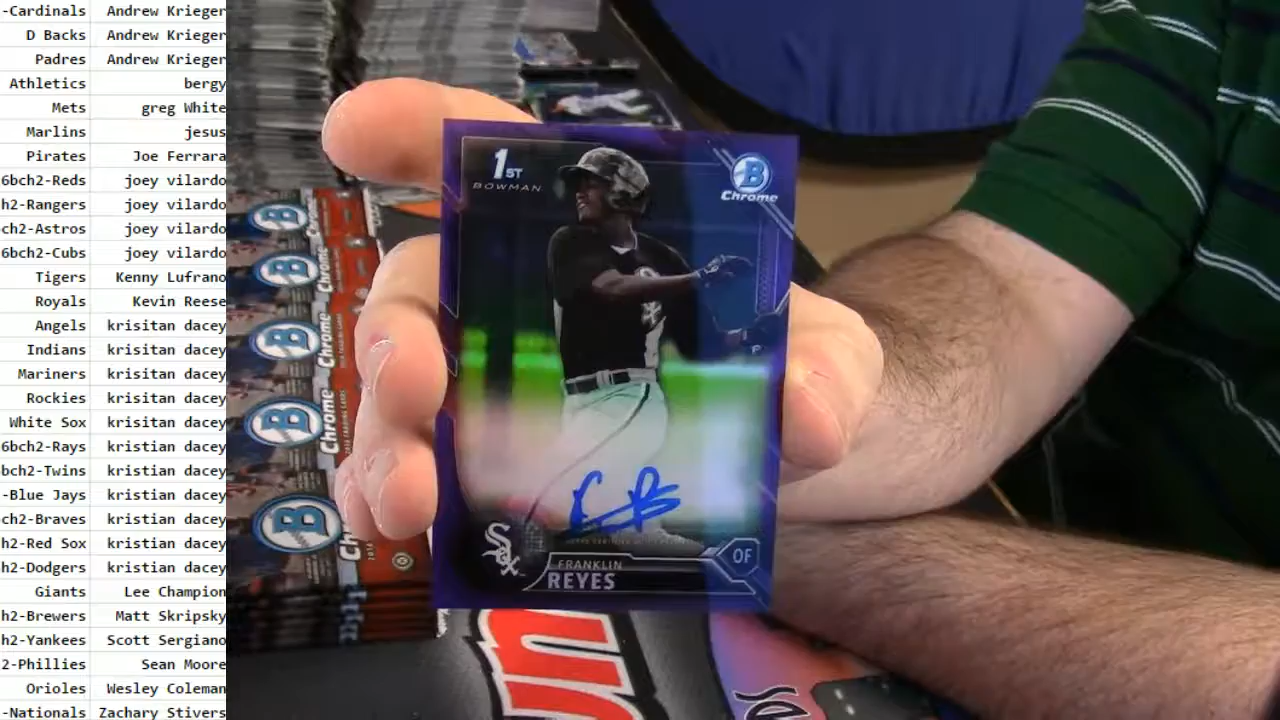 -Cardinals Andrew Krieger
D Backs Andrew Krieger
Padres Andrew Krieger
Athletics bergy
Mets greg White
Marlins jesus
Pirates Joe Ferrara
6bch2-Reds joey vilardo
h2-Rangers joey vilardo
ch2-Astros joey vilardo
6bch2-Cubs joey vilardo
Tigers Kenny Lufrano
Royals Kevin Reese
Angels krisitan dacey
Indians krisitan dacey
Mariners krisitan dacey
Rockies krisitan dacey
White Sox krisitan dacey
6bch2-Rays kristian dacey
bch2-Twins kristian dacey
-Blue Jays kristian dacey
ch2-Braves kristian dacey
h2-Red Sox kristian dacey
h2-Dodgers kristian dacey
Giants Lee Champion
h2-Brewers Matt Skripsky
h2-Yankees Scott Sergiano
2-Phillies Sean Moore
Orioles Wesley Coleman
-Nationals Zachary Stivers
1ST
BOWMAN
B
Chrome
Sox
FRANKLIN
REYES
OF
B Chrome
B Chrome
B Chrome
B Chrome
B Ch